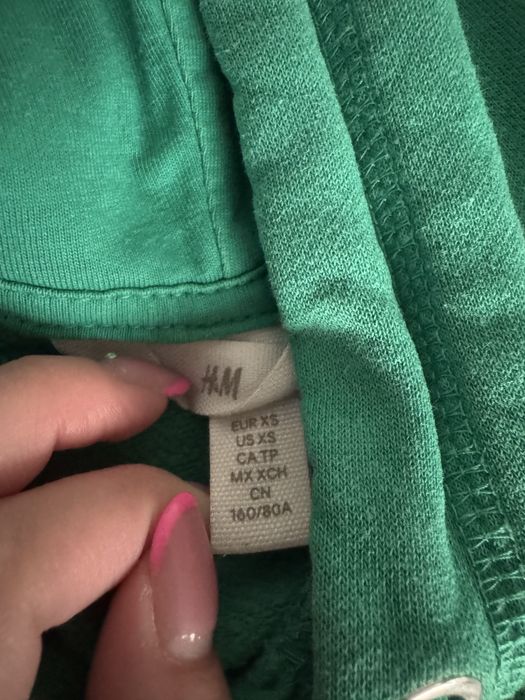 H&M
EUR XS
US XS
CA TP
MX XCH
CN
160/80A